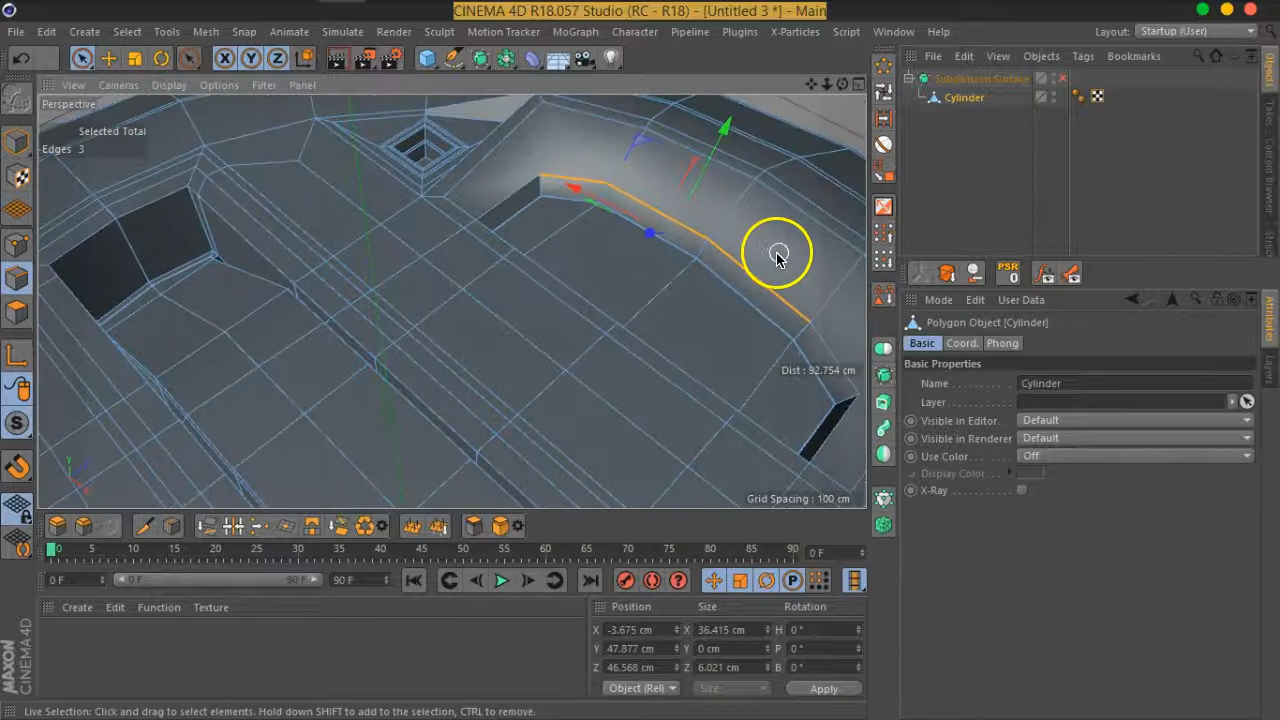 CINEMA 4D R18.057 Studio (RC - R18) - [Untitled 3 *] - Main
File Edit Create Select Tools Mesh Snap Animate Simulate Render Sculpt Motion Tracker MoGraph Character Pipeline Plugins X-Particles Script Window Help Layout: Startup (User)
File Edit View Objects Tags Bookmarks
X Y Z
View Cameras Display Options Filter Panel
Subdivision Surface
Cylinder
Perspective
Selected Total
Edges 3
Dist : 92.754 cm
Grid Spacing : 100 cm
Y
PSR
0
Object
Takes
Content Browser
Mode Edit User Data
Polygon Object [Cylinder]
Basic Coord. Phong
Basic Properties
Name Cylinder
Layer
Visible in Editor Default
Visible in Renderer Default
Use Color Off
Display Color
X-Ray
Attributes
Layers
S
0 5 10 15 20 25 30 35 40 45 50 55 60 65 70 75 80 85 90 0 F
0 F 0 F 90 F 90 F P
Create Edit Function Texture
Position Size Rotation
X -3.675 cm X 36.415 cm H 0 °
Y 47.877 cm Y 0 cm P 0 °
Z 46.568 cm Z 6.021 cm B 0 °
Object (Rel) Size Apply
MAXON
CINEMA 4D
Live Selection: Click and drag to select elements. Hold down SHIFT to add to the selection, CTRL to remove.